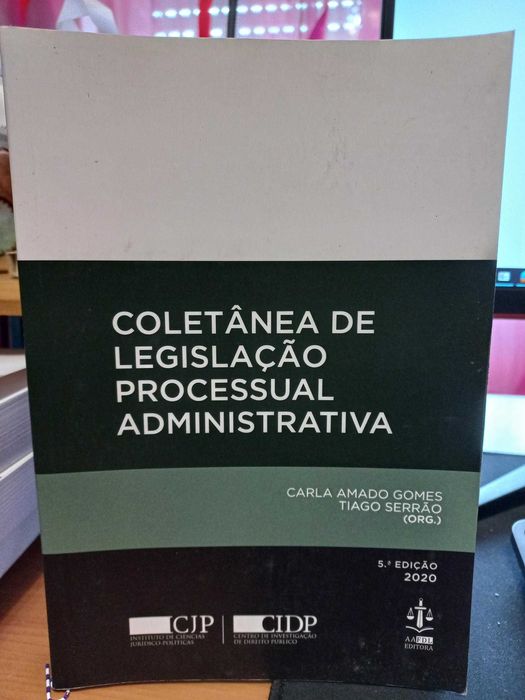 COLETÂNEA DE
LEGISLAÇÃO
PROCESSUAL
ADMINISTRATIVA
CARLA AMADO GOMES
TIAGO SERRÃO
(ORG.)
5.ª EDIÇÃO
2020
CJP
INSTITUTO DE CIÊNCIAS
JURÍDICO-POLÍTICAS
CIDP
CENTRO DE INVESTIGAÇÃO
DE DIREITO PÚBLICO
AAFDL
EDITORA